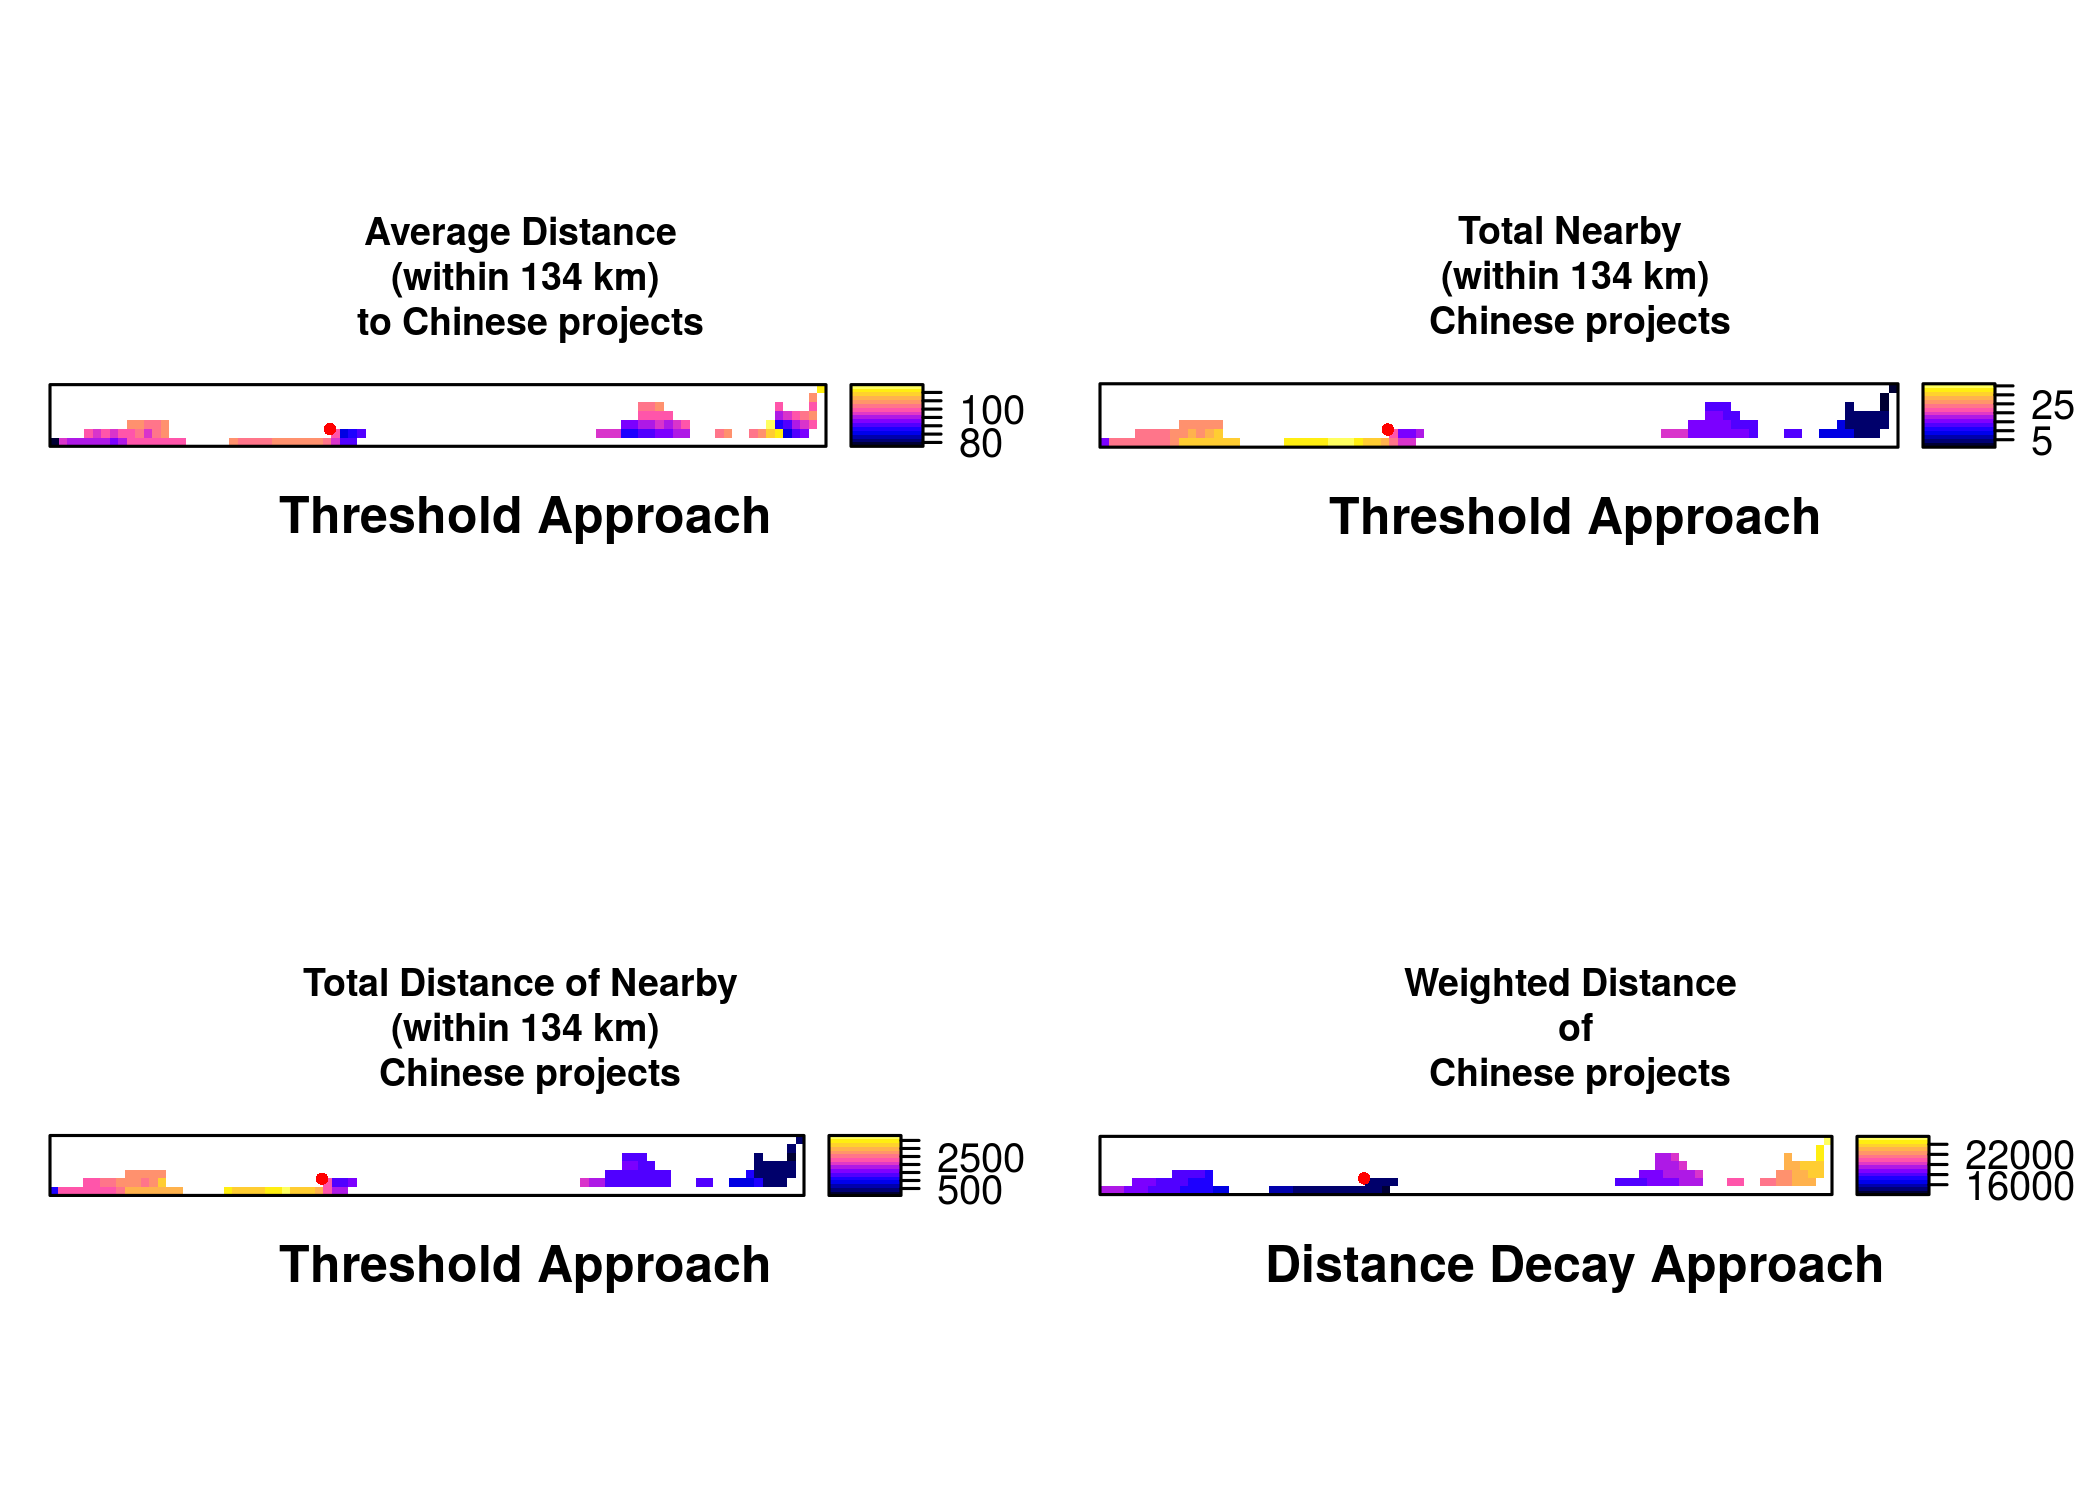 Average Distance
(within 134 km)
to Chinese projects
100
80
Threshold Approach
Total Nearby
(within 134 km)
Chinese projects
25
5
Threshold Approach
Total Distance of Nearby
(within 134 km)
Chinese projects
2500
500
Threshold Approach
Weighted Distance
of
Chinese projects
22000
16000
Distance Decay Approach